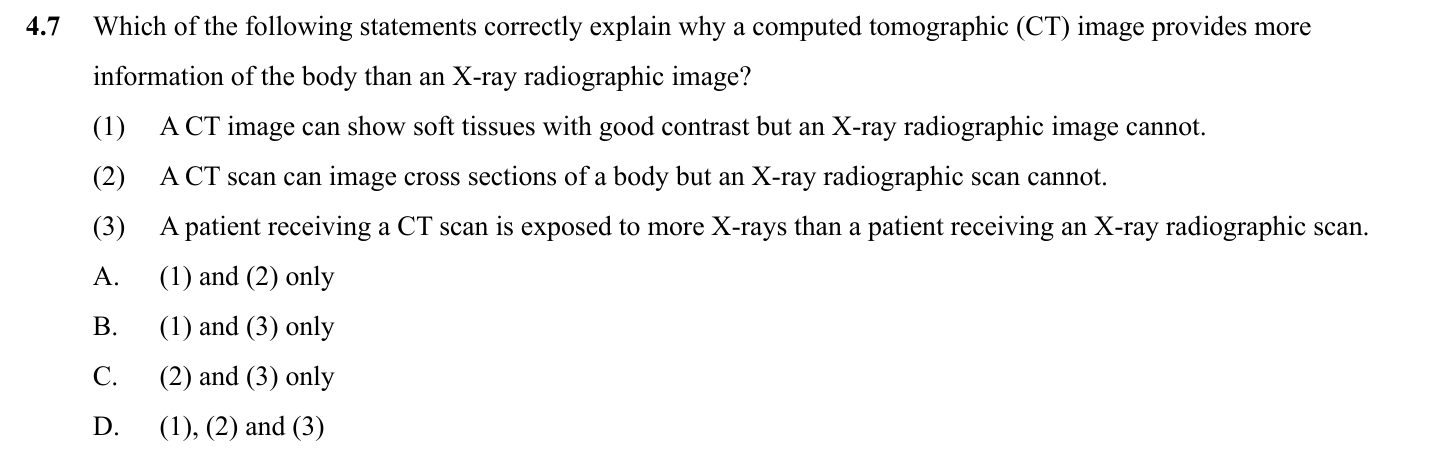 4.7 Which of the following statements correctly explain why a computed tomographic (CT) image provides more
information of the body than an X-ray radiographic image?
(1) A CT image can show soft tissues with good contrast but an X-ray radiographic image cannot.
(2) A CT scan can image cross sections of a body but an X-ray radiographic scan cannot.
(3) A patient receiving a CT scan is exposed to more X-rays than a patient receiving an X-ray radiographic scan.
A. (1) and (2) only
B. (1) and (3) only
C. (2) and (3) only
D. (1), (2) and (3)